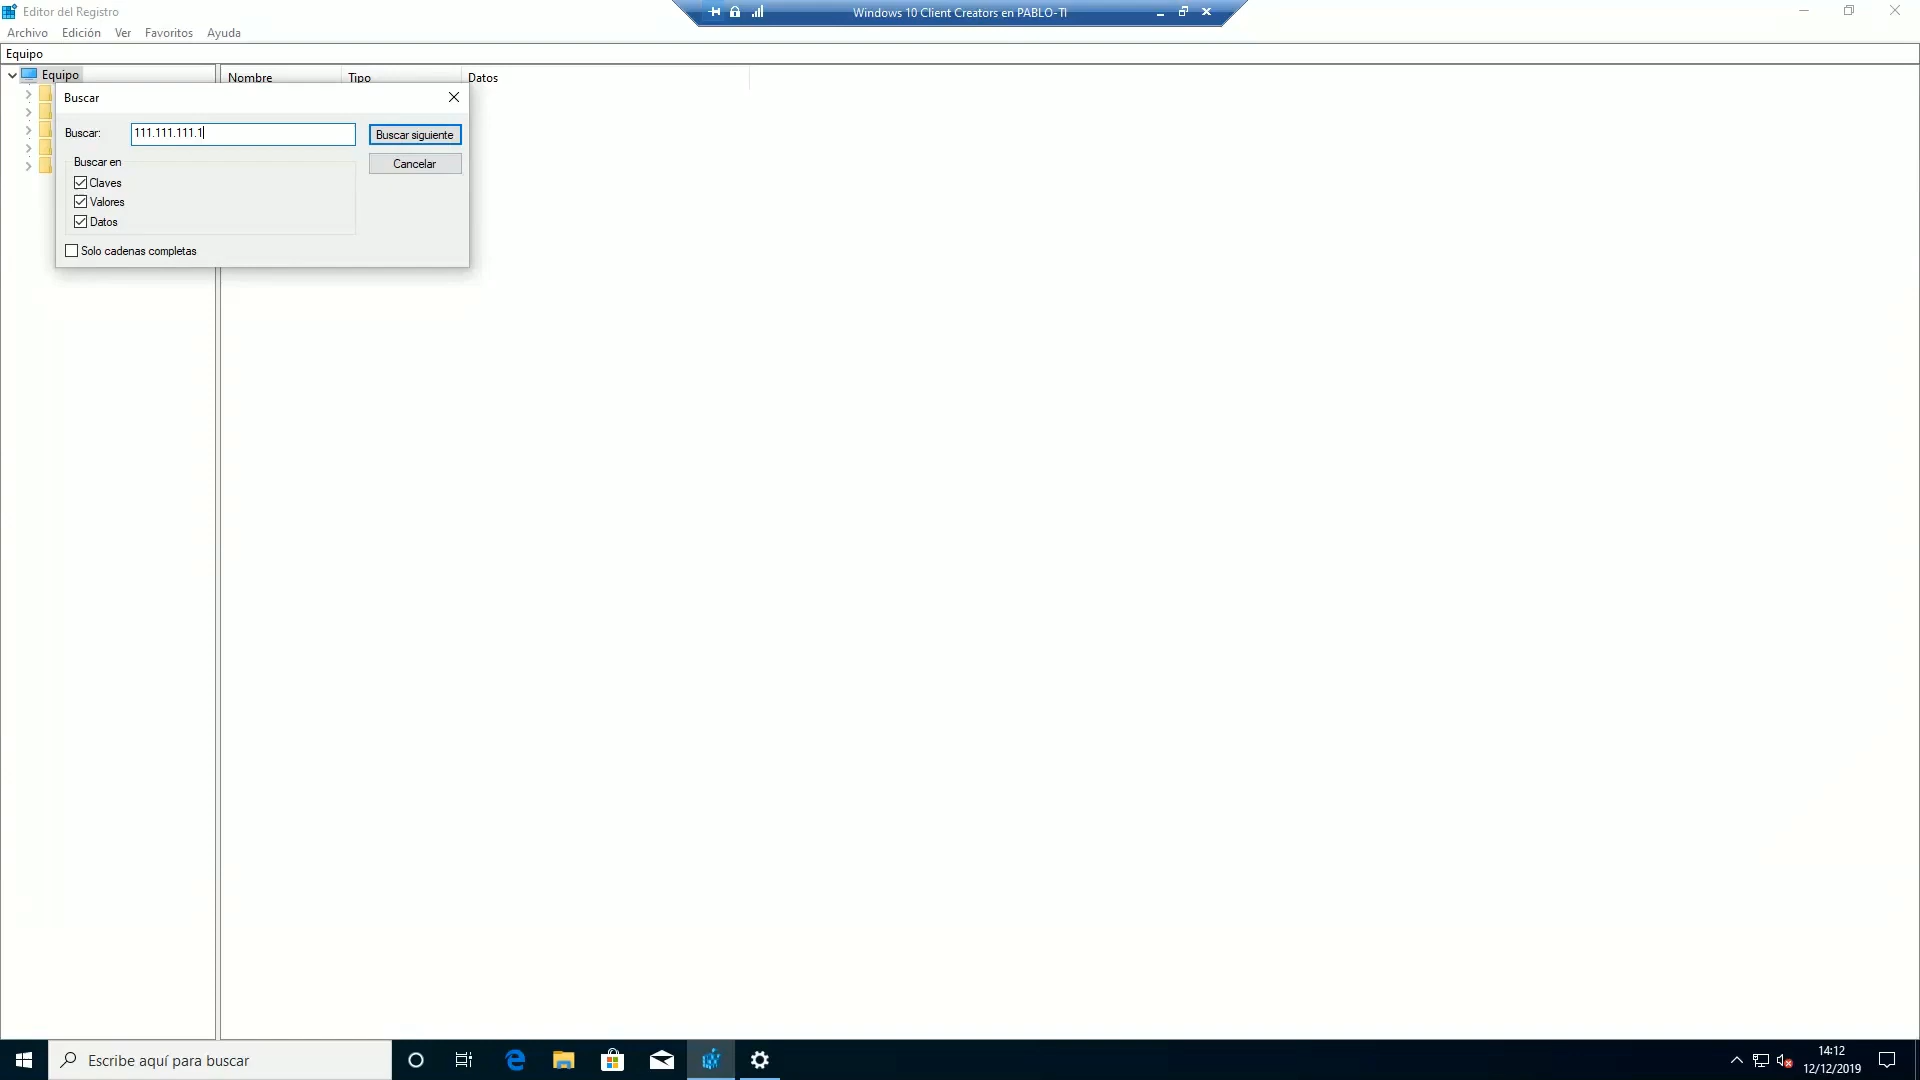 Editor del Registro
Windows 10 Client Creators en PABLO-TI
Archivo Edición Ver Favoritos Ayuda
Equipo
Equipo
Nombre Tipo Datos
Buscar
Buscar: 111.111.111.1 Buscar siguiente
Cancelar
Buscar en
Claves
Valores
Datos
Solo cadenas completas
Escribe aquí para buscar
14:12
12/12/2019